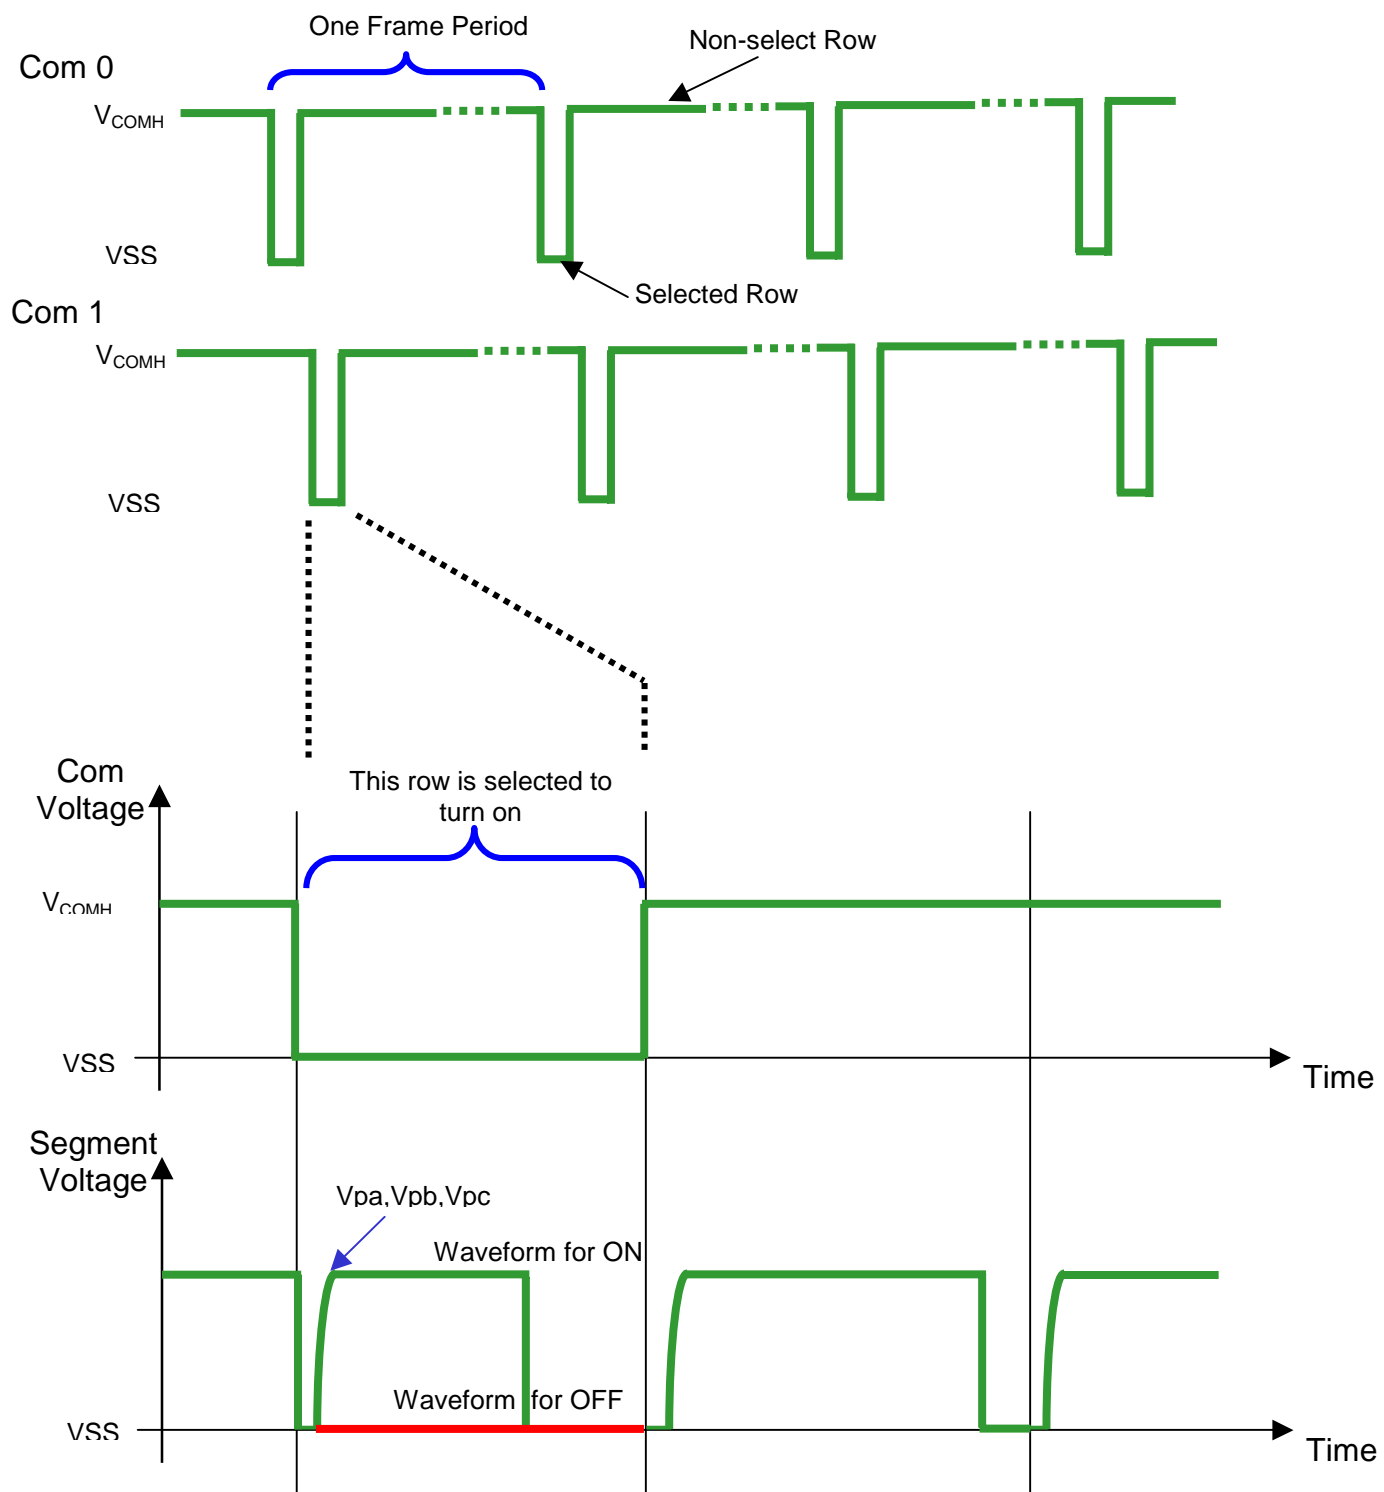 One Frame Period
Non-select Row
Com 0
VCOMH
VSS
Selected Row
Com 1
VCOMH
VSS
Com
Voltage
This row is selected to
turn on
VCOMH
VSS
Time
Segment
Voltage
Vpa,Vpb,Vpc
Waveform for ON
Waveform for OFF
VSS
Time